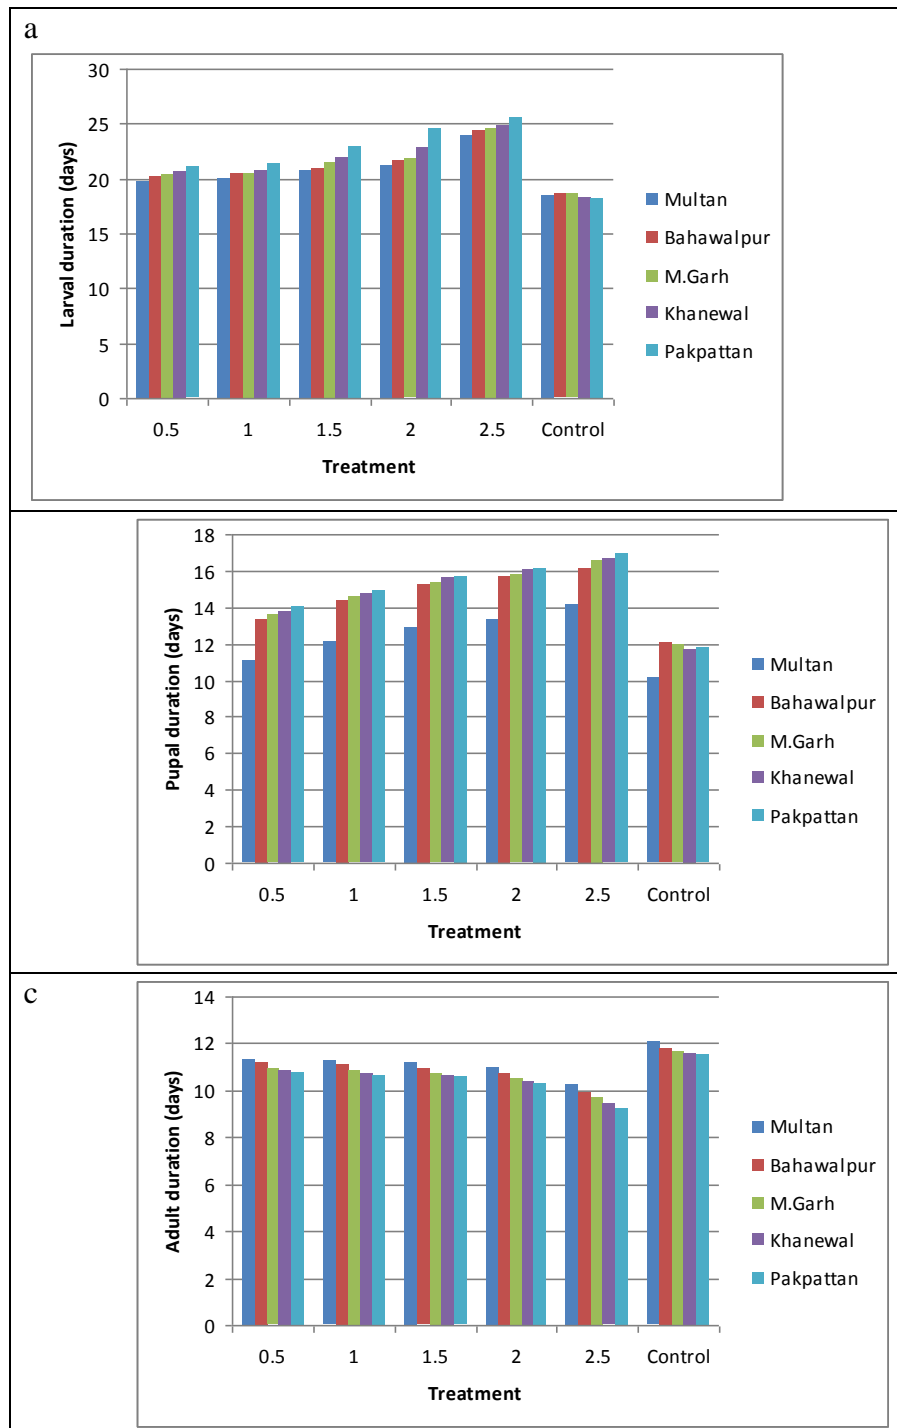 a
30
25
20
15
10
5
0
Larval duration (days)
0.5 1 1.5 2 2.5 Control
Treatment
Multan
Bahawalpur
M.Garh
Khanewal
Pakpattan
18
16
14
12
10
8
6
4
2
0
Pupal duration (days)
0.5 1 1.5 2 2.5 Control
Treatment
Multan
Bahawalpur
M.Garh
Khanewal
Pakpattan
c
14
12
10
8
6
4
2
0
Adult duration (days)
0.5 1 1.5 2 2.5 Control
Treatment
Multan
Bahawalpur
M.Garh
Khanewal
Pakpattan